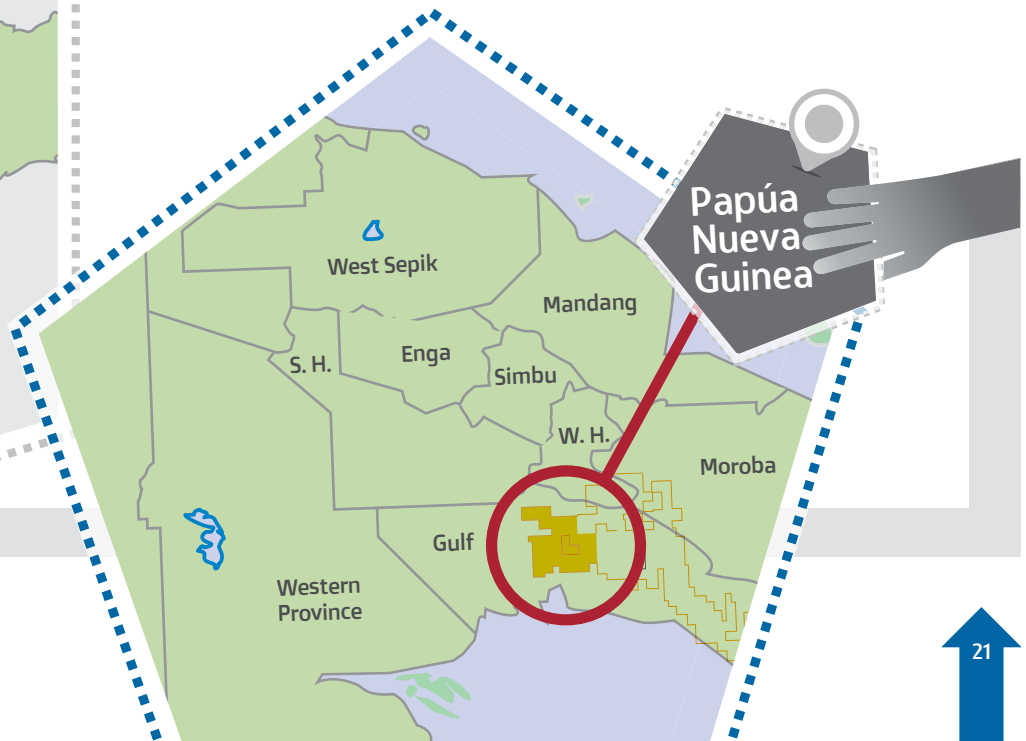 Papúa
Nueva
Guinea
West Sepik
Mandang
Enga
S. H.
Simbu
W. H.
Moroba
Gulf
Western
Province
21